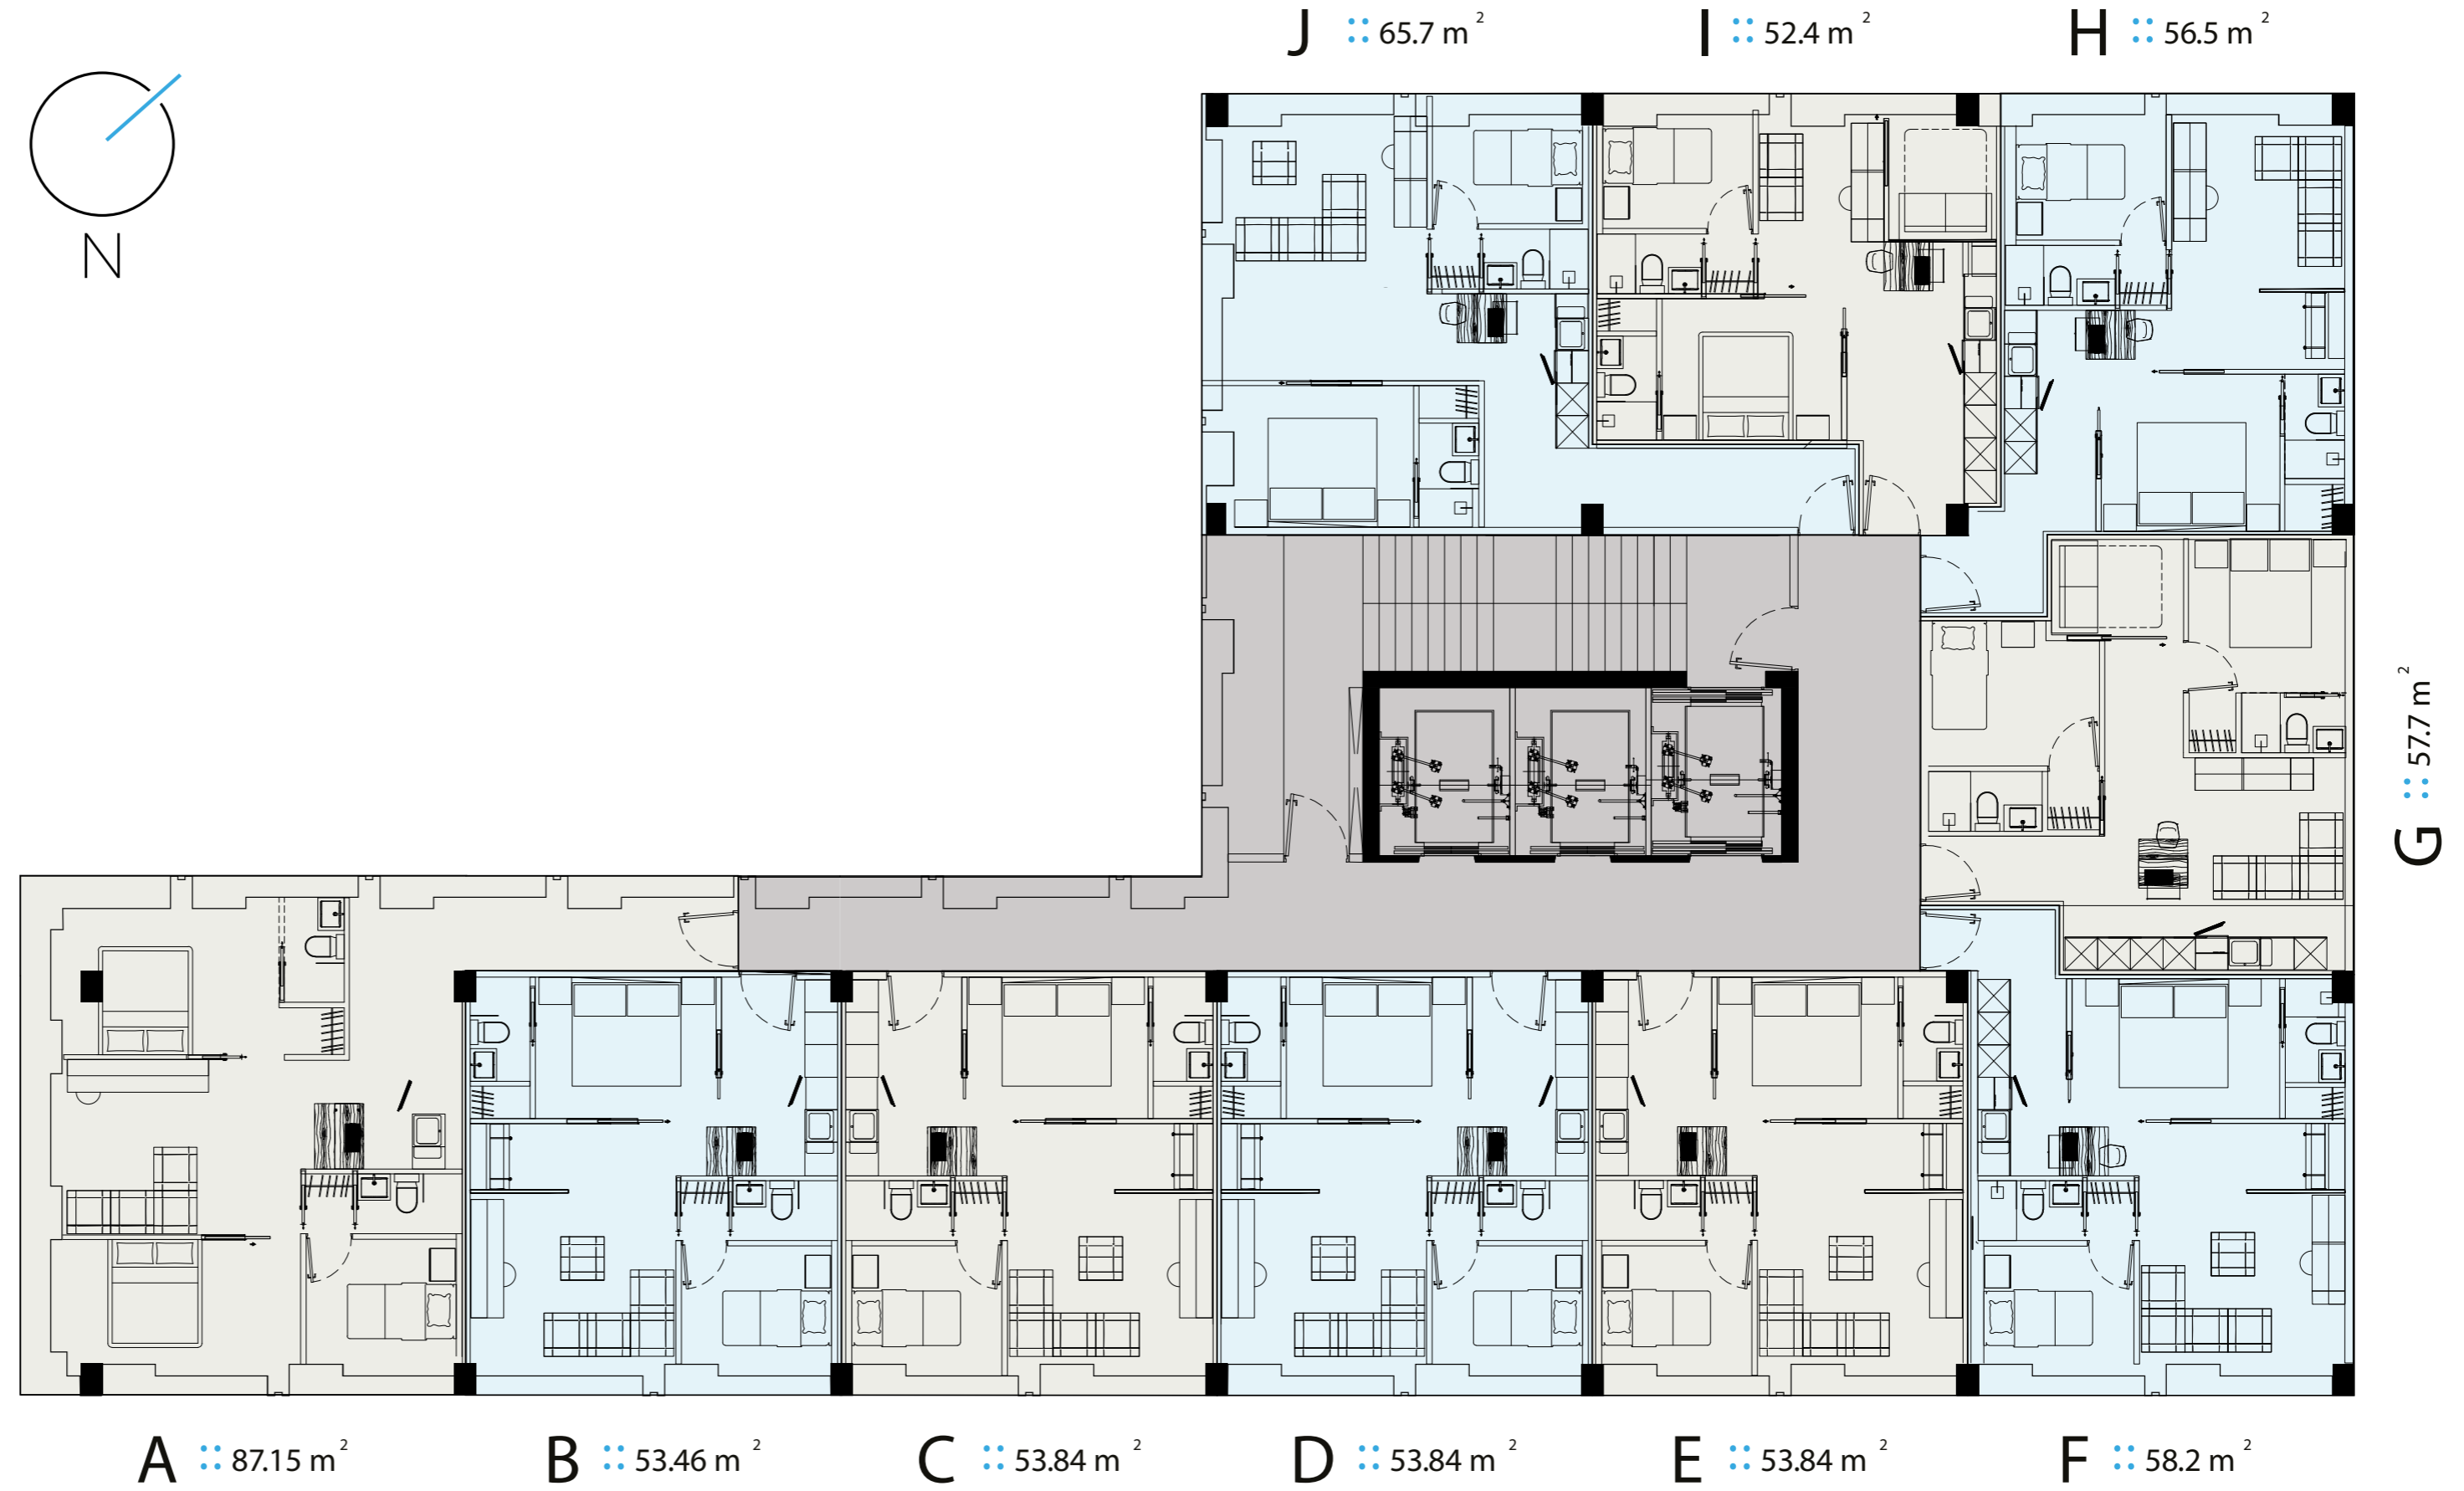 J :: 65.7 m²
I :: 52.4 m²
H :: 56.5 m²
N
G :: 57.7 m²
A :: 87.15 m²
B :: 53.46 m²
C :: 53.84 m²
D :: 53.84 m²
E :: 53.84 m²
F :: 58.2 m²